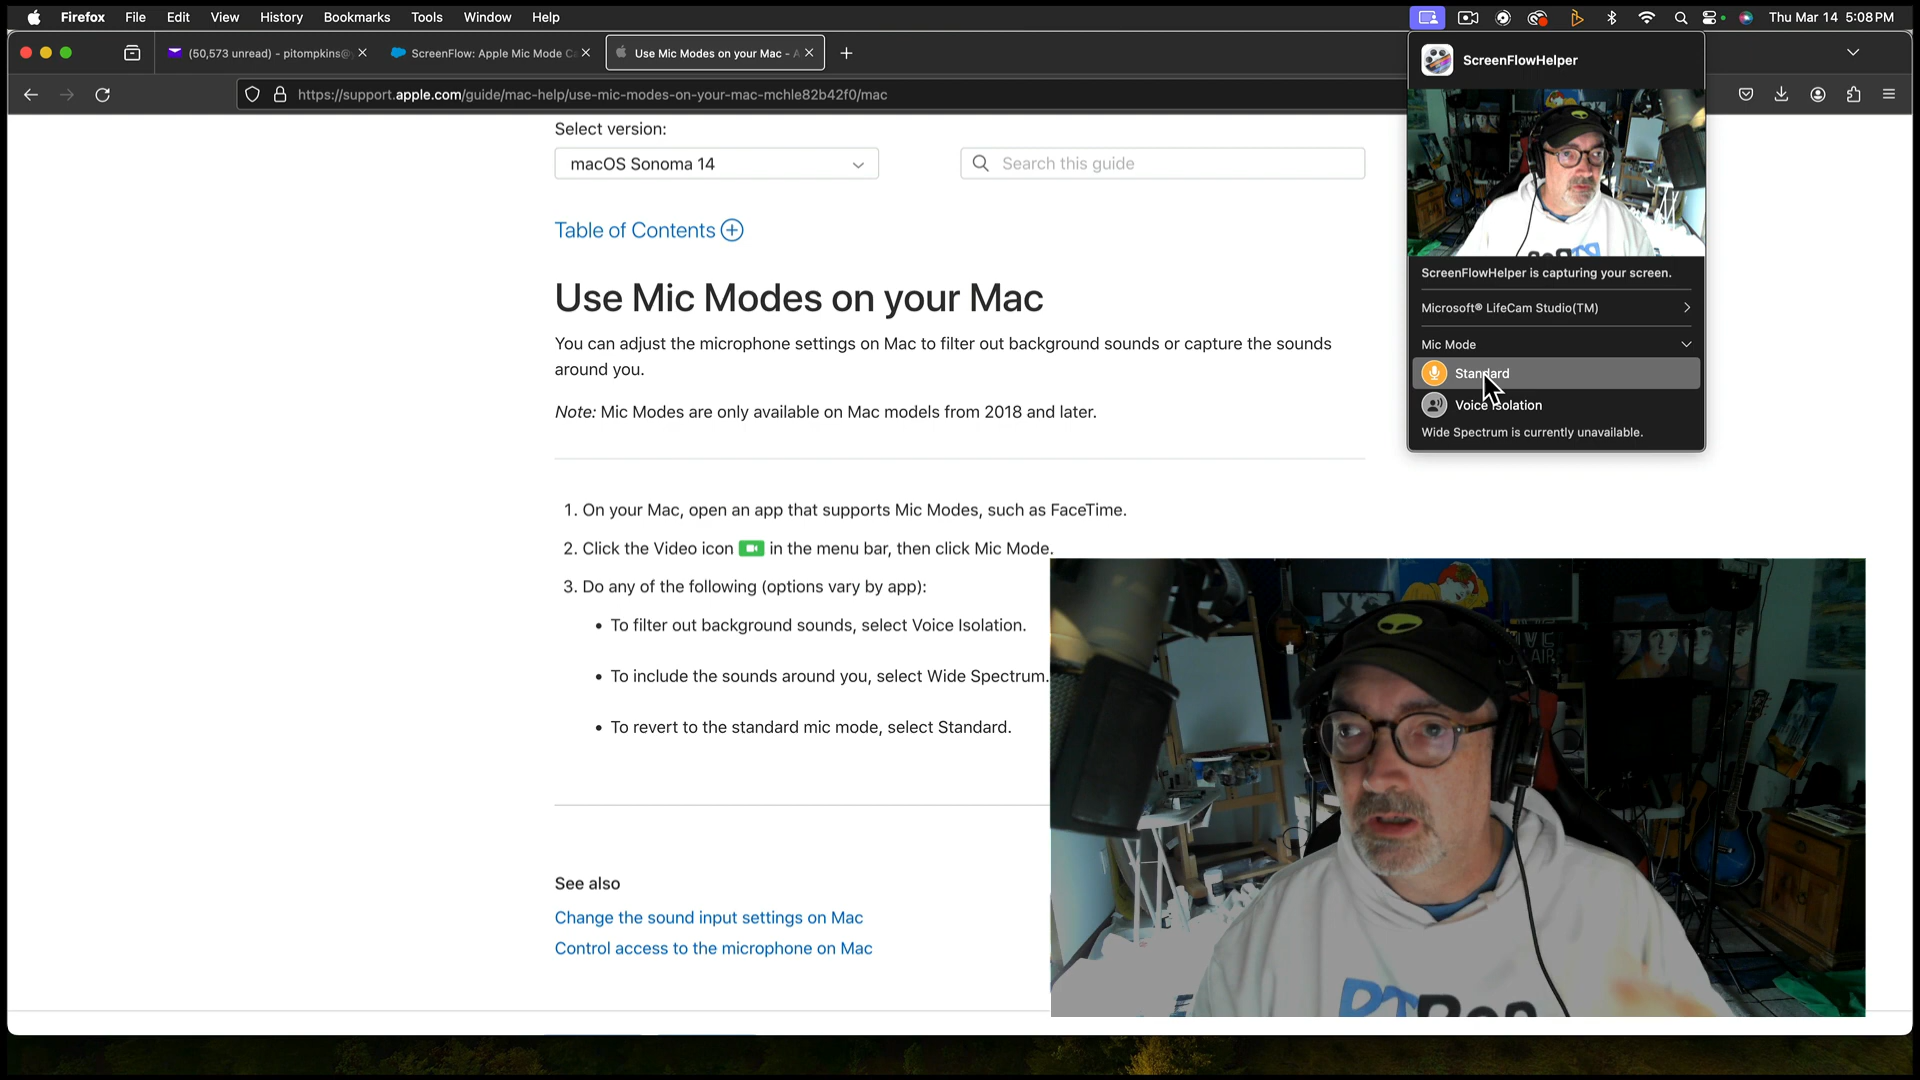 Firefox File Edit View History Bookmarks Tools Window Help
Thu Mar 14 5:08 PM
(50,573 unread) - pitompkins@
ScreenFlow: Apple Mic Mode C
Use Mic Modes on your Mac - A
https://support.apple.com/guide/mac-help/use-mic-modes-on-your-mac-mchle82b42f0/mac
Select version:
macOS Sonoma 14
Search this guide
Table of Contents
Use Mic Modes on your Mac
You can adjust the microphone settings on Mac to filter out background sounds or capture the sounds
around you.
Note: Mic Modes are only available on Mac models from 2018 and later.
1. On your Mac, open an app that supports Mic Modes, such as FaceTime.
2. Click the Video icon in the menu bar, then click Mic Mode.
3. Do any of the following (options vary by app):
• To filter out background sounds, select Voice Isolation.
• To include the sounds around you, select Wide Spectrum.
• To revert to the standard mic mode, select Standard.
See also
Change the sound input settings on Mac
Control access to the microphone on Mac
ScreenFlowHelper
ScreenFlowHelper is capturing your screen.
Microsoft® LifeCam Studio(TM)
Mic Mode
Standard
Voice Isolation
Wide Spectrum is currently unavailable.